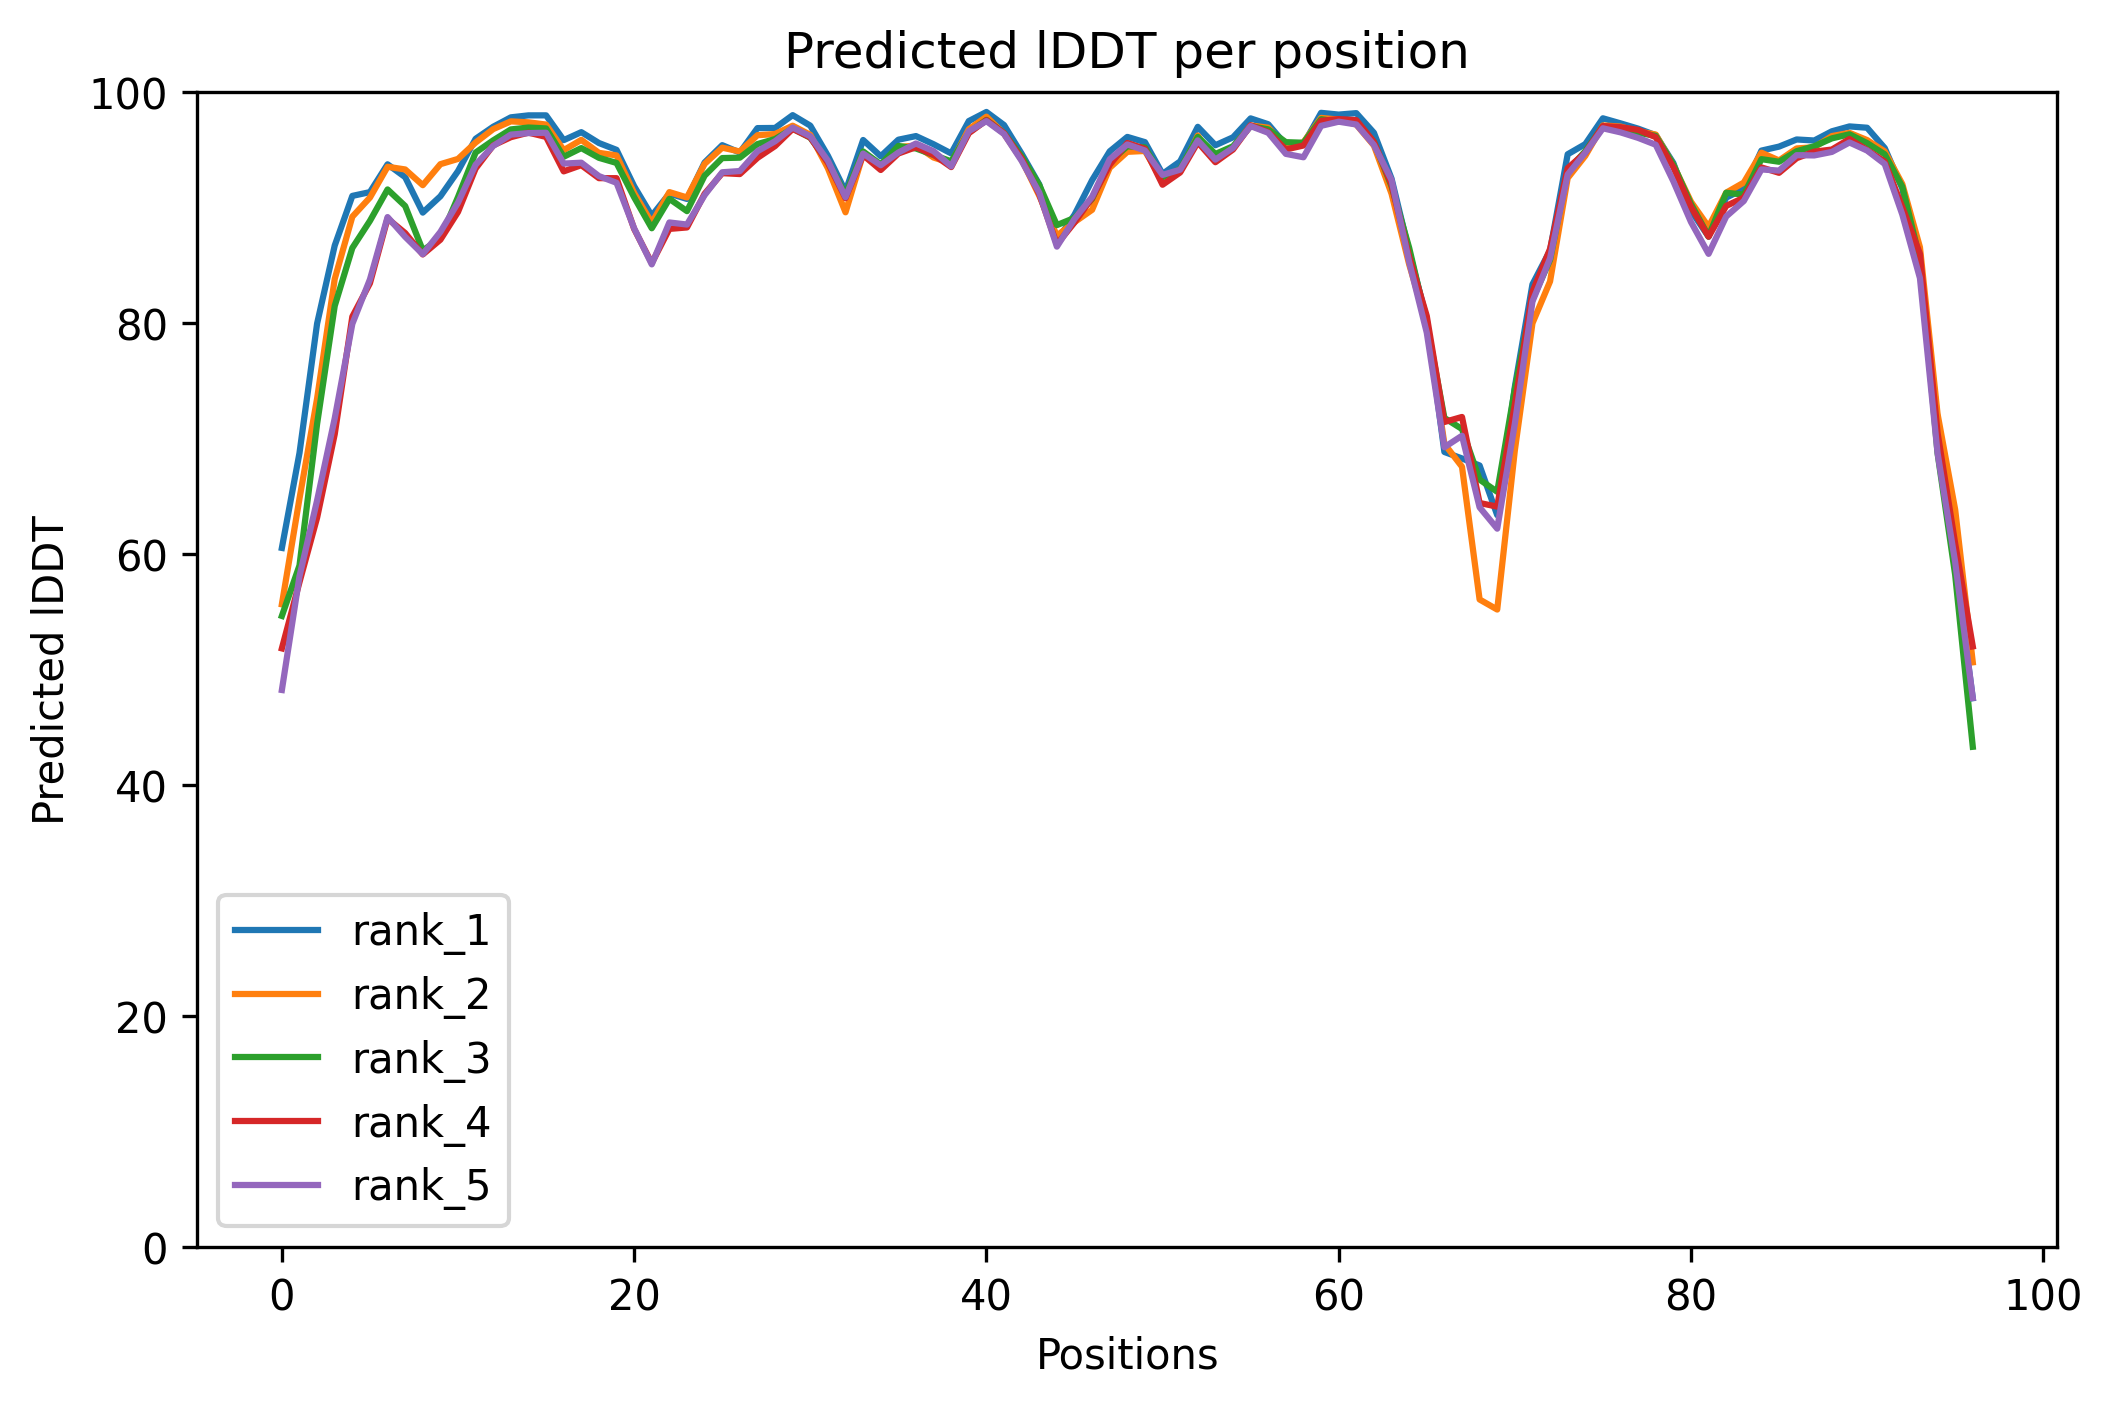 Predicted lDDT per position
Predicted lDDT
100
80
60
40
20
0
rank_1
rank_2
rank_3
rank_4
rank_5
0 20 40 60 80 100
Positions